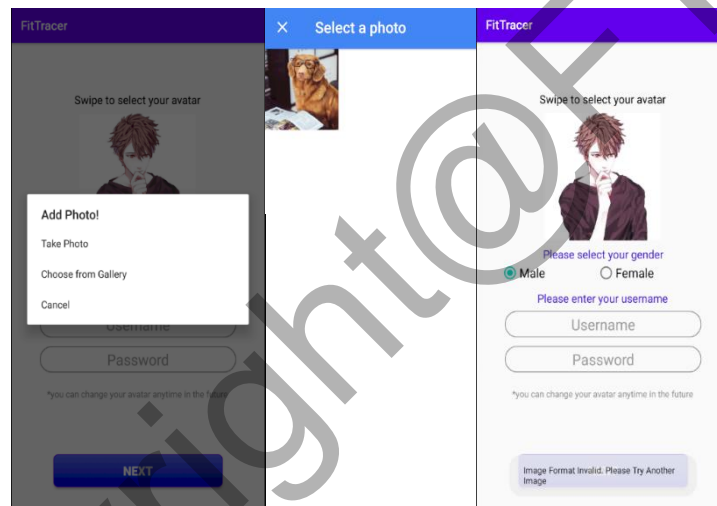 FitTracer
Swipe to select your avatar
Add Photo!
Take Photo
Choose from Gallery
Cancel
Username
Password
*you can change your avatar anytime in the future
NEXT
× Select a photo
FitTracer
Swipe to select your avatar
Please select your gender
Male Female
Please enter your username
Username
Password
*you can change your avatar anytime in the future
Image Format Invalid. Please Try Another
Image